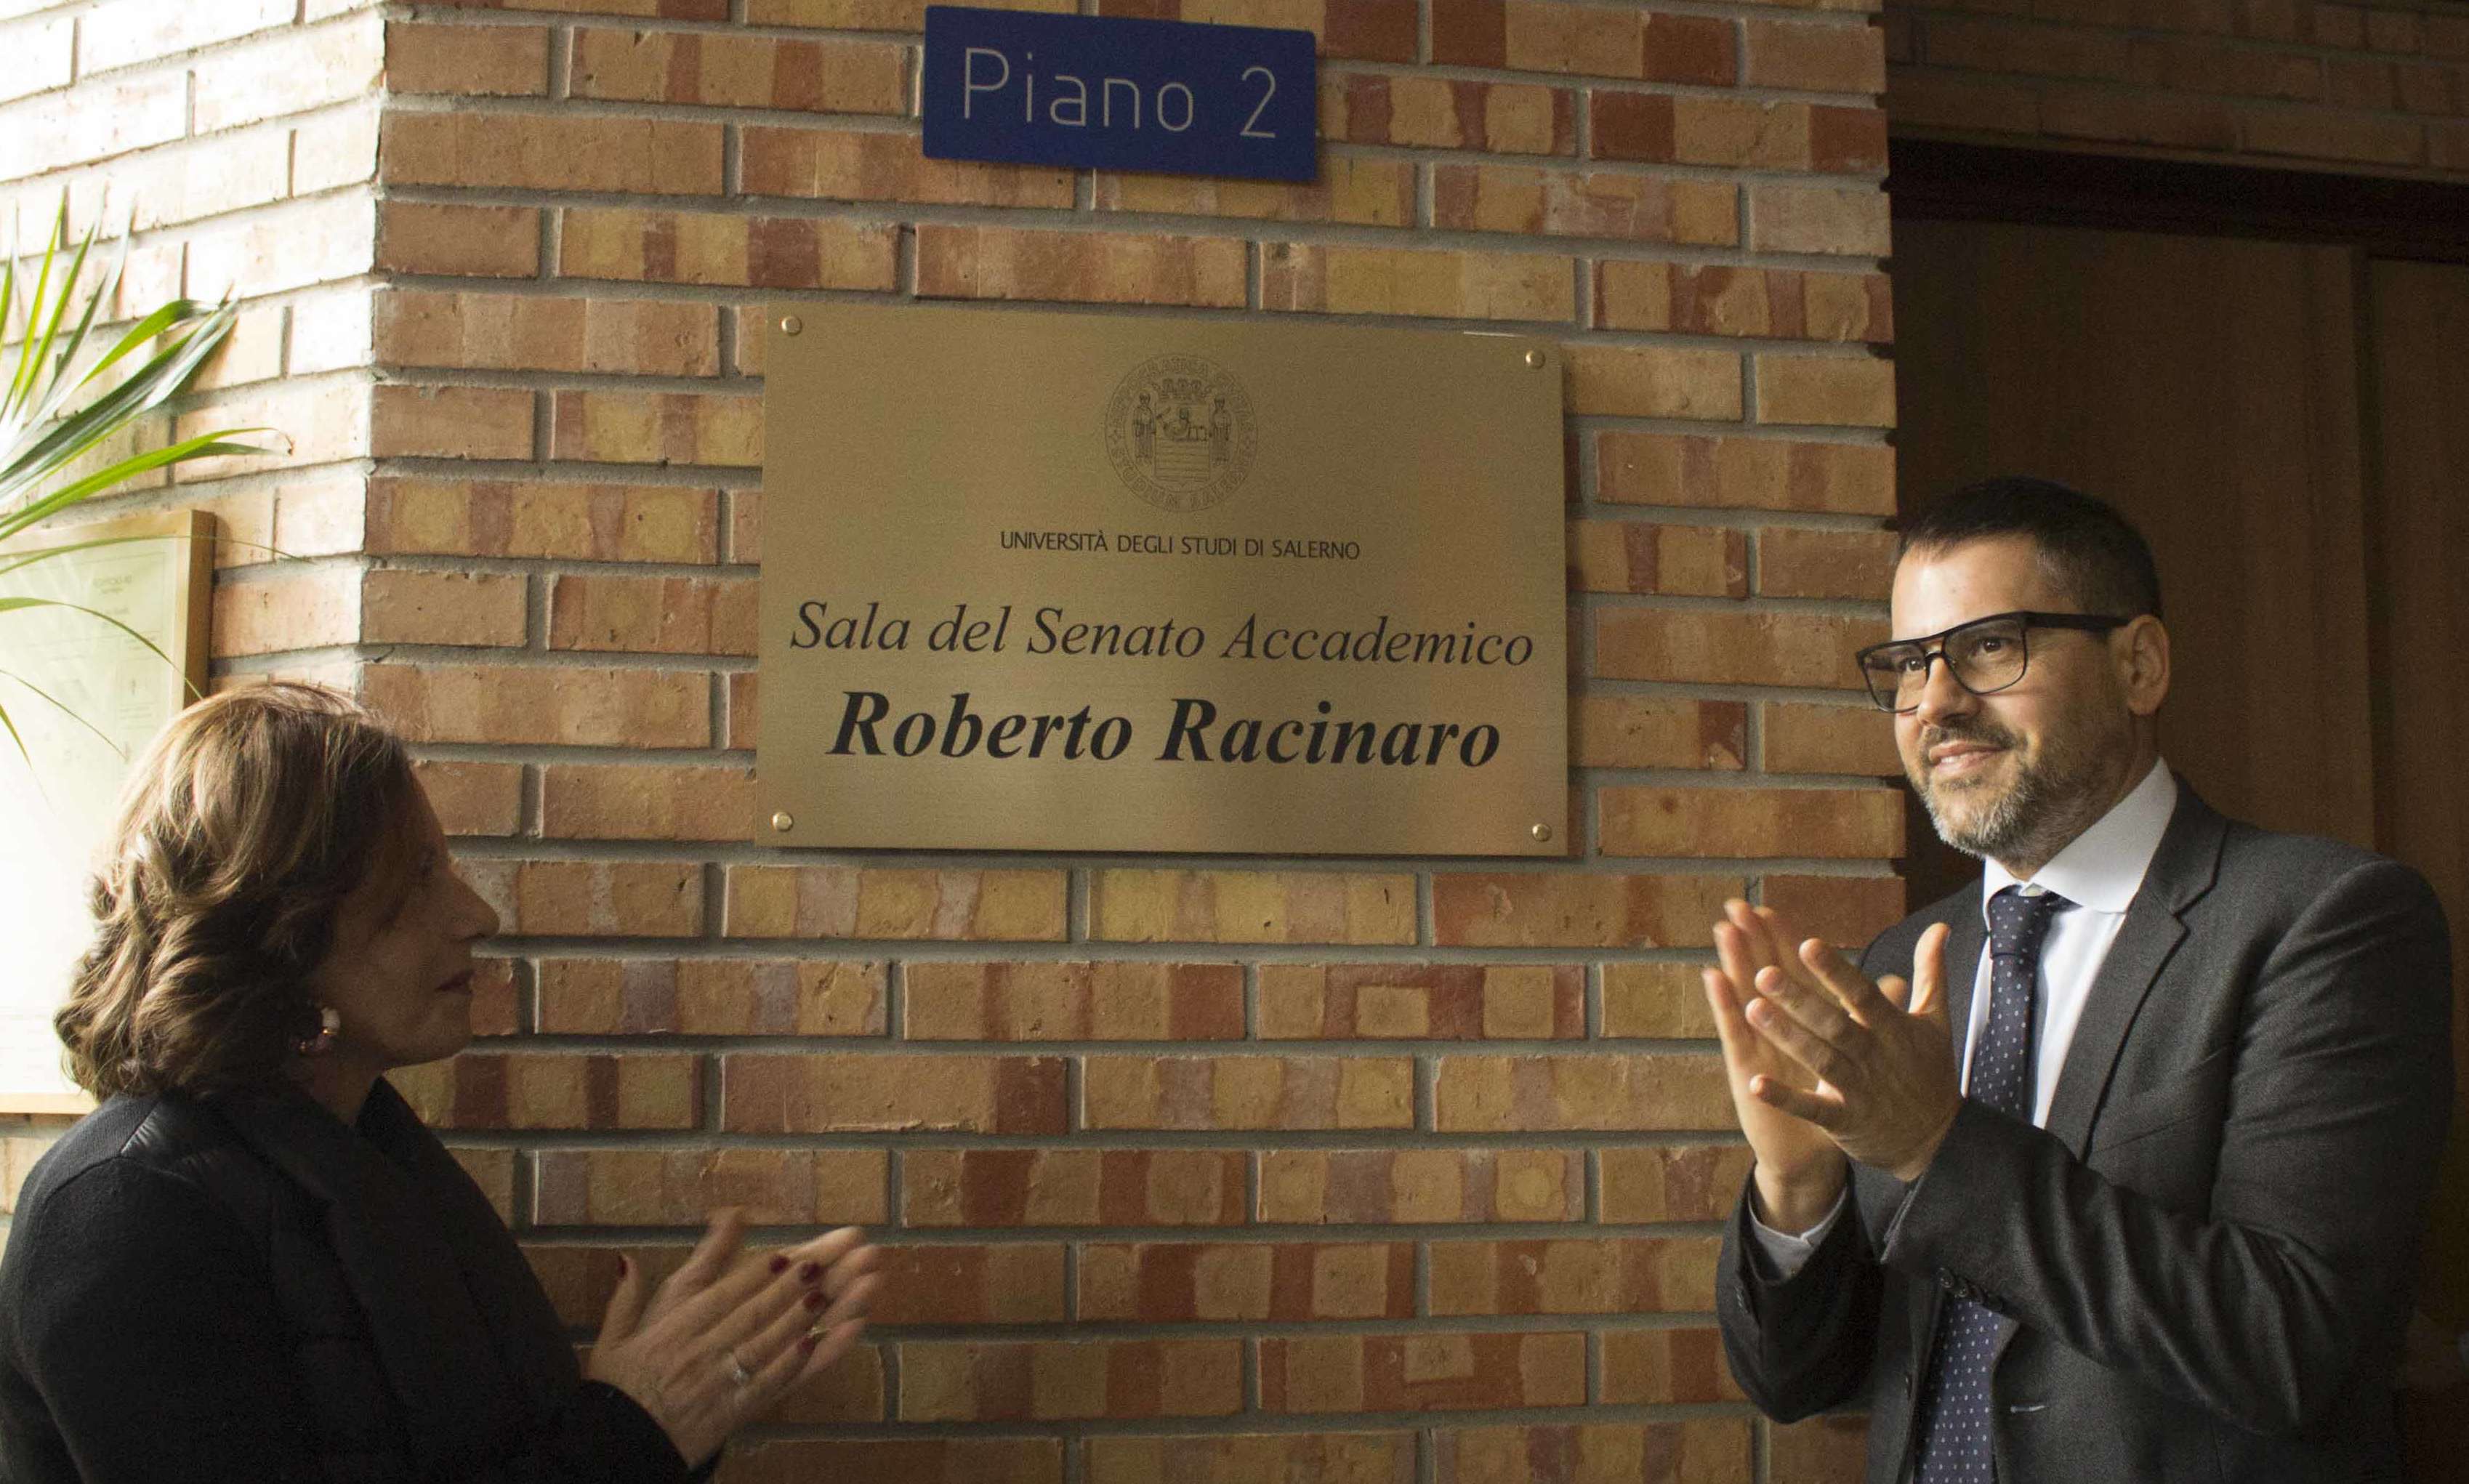 Piano 2
UNIVERSITÀ DEGLI STUDI DI SALERNO
Sala del Senato Accademico
Roberto Racinaro